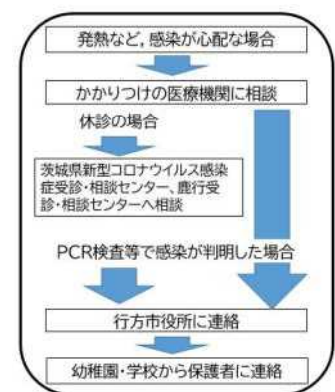 発熱など，感染が心配な場合
かかりつけの医療機関に相談
休診の場合
茨城県新型コロナウイルス感染
症受診・相談センター、鹿行受
診・相談センターへ相談
PCR検査等で感染が判明した場合
行方市役所に連絡
幼稚園・学校から保護者に連絡